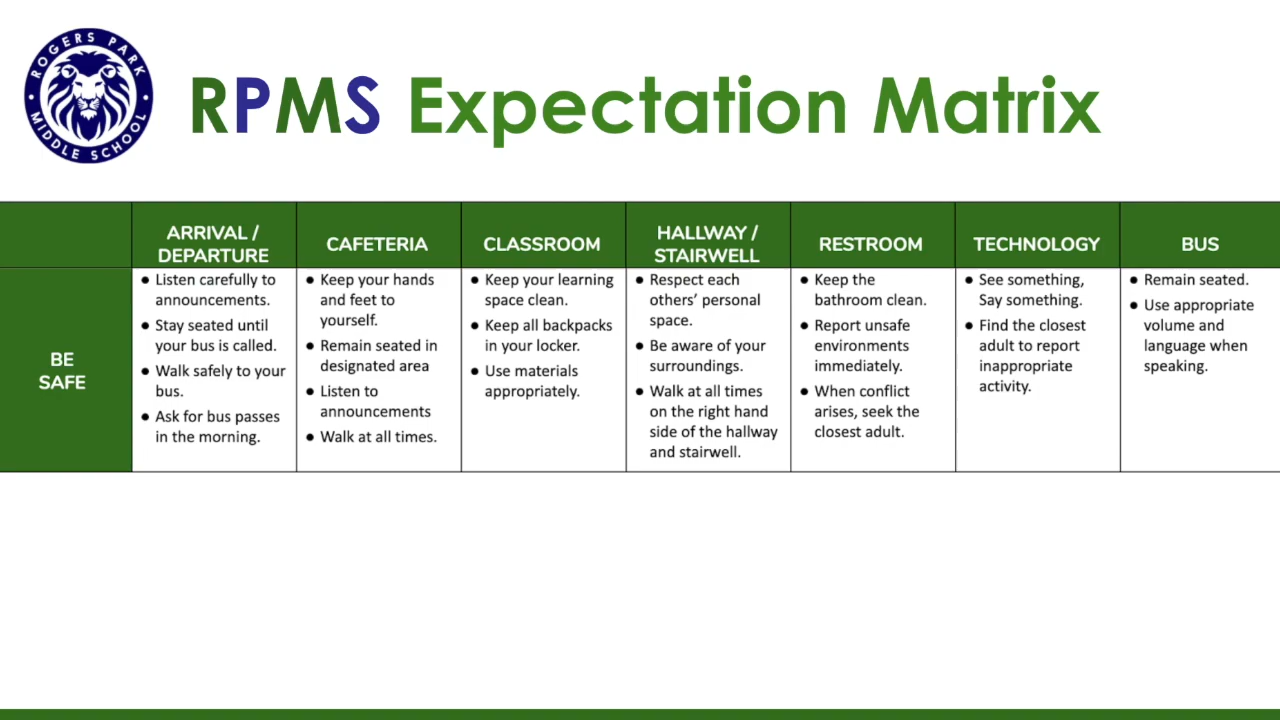 ROGERS PARK
MIDDLE SCHOOL
RPMS Expectation Matrix
ARRIVAL /
DEPARTURE
CAFETERIA
CLASSROOM
HALLWAY /
STAIRWELL
RESTROOM
TECHNOLOGY
BUS
BE
SAFE
● Listen carefully to
announcements.
● Stay seated until
your bus is called.
● Walk safely to your
bus.
● Ask for bus passes
in the morning.
● Keep your hands
and feet to
yourself.
● Remain seated in
designated area
● Listen to
announcements
● Walk at all times.
● Keep your learning
space clean.
● Keep all backpacks
in your locker.
● Use materials
appropriately.
● Respect each
others’ personal
space.
● Be aware of your
surroundings.
● Walk at all times
on the right hand
side of the hallway
and stairwell.
● Keep the
bathroom clean.
● Report unsafe
environments
immediately.
● When conflict
arises, seek the
closest adult.
● See something,
Say something.
● Find the closest
adult to report
inappropriate
activity.
● Remain seated.
● Use appropriate
volume and
language when
speaking.